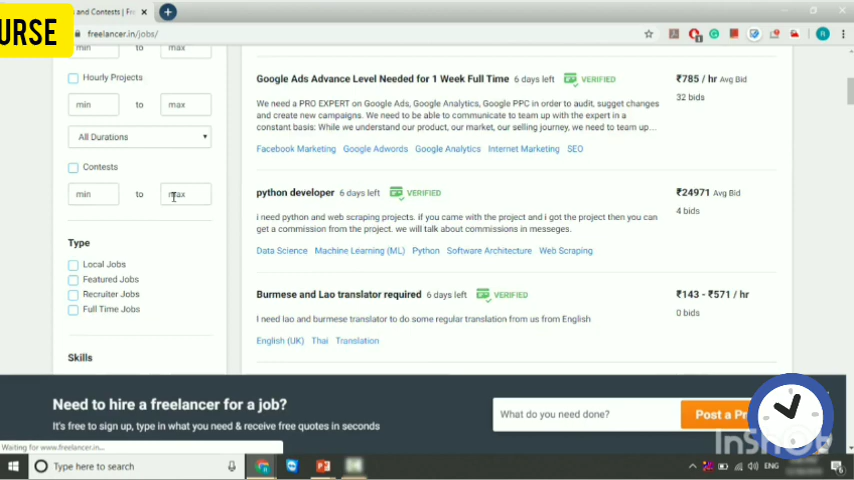 URSE
s and Contests | Freelancer.in
freelancer.in/jobs/
min to max
Hourly Projects
min to max
All Durations
Contests
min to max
Type
Local Jobs
Featured Jobs
Recruiter Jobs
Full Time Jobs
Skills
Google Ads Advance Level Needed for 1 Week Full Time 6 days left VERIFIED
₹785 / hr Avg Bid
32 bids
We need a PRO EXPERT on Google Ads, Google Analytics, Google PPC in order to audit, suggest changes
and create new campaigns. We need to be able to communicate to team up with the expert in a
constant basis: While we understand our product, our market, our selling journey, we need to team up...
Facebook Marketing Google Adwords Google Analytics Internet Marketing SEO
python developer 6 days left VERIFIED
₹24971 Avg Bid
4 bids
i need python and web scraping projects. if you came with the project and i got the project then you can
get a commission from the project. we will talk about commissions in messeges.
Data Science Machine Learning (ML) Python Software Architecture Web Scraping
Burmese and Lao translator required 6 days left VERIFIED
₹143 - ₹571 / hr
0 bids
I need lao and burmese translator to do some regular translation from us from English
English (UK) Thai Translation
Need to hire a freelancer for a job?
It's free to sign up, type in what you need & receive free quotes in seconds
What do you need done?
Post a Pr
InShOt
Waiting for www.freelancer.in...
Type here to search
ENG